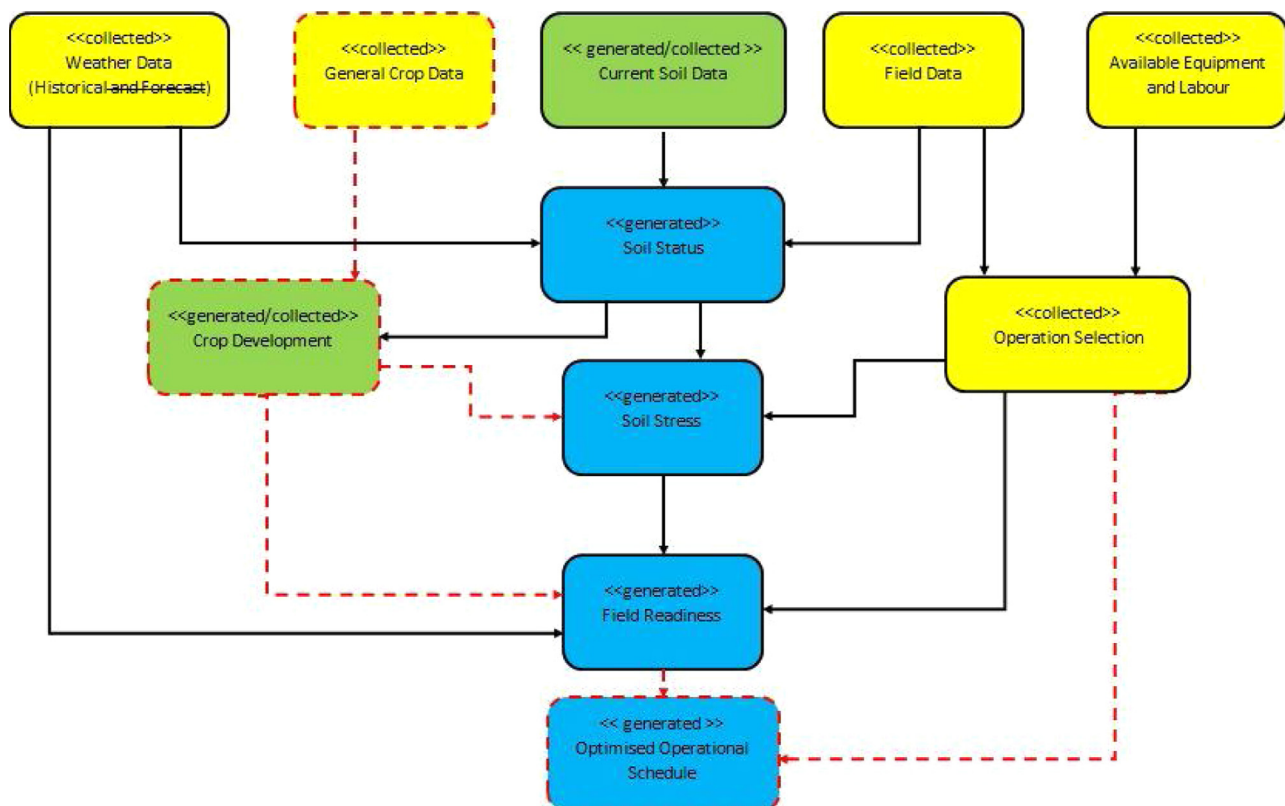 <<collected>>
Weather Data
(Historical and Forecast)
<<collected>>
General Crop Data
<< generated/collected >>
Current Soil Data
<<collected>>
Field Data
<<collected>>
Available Equipment
and Labour
<<generated>>
Soil Status
<<generated/collected>>
Crop Development
<<collected>>
Operation Selection
<<generated>>
Soil Stress
<<generated>>
Field Readiness
<< generated >>
Optimised Operational
Schedule